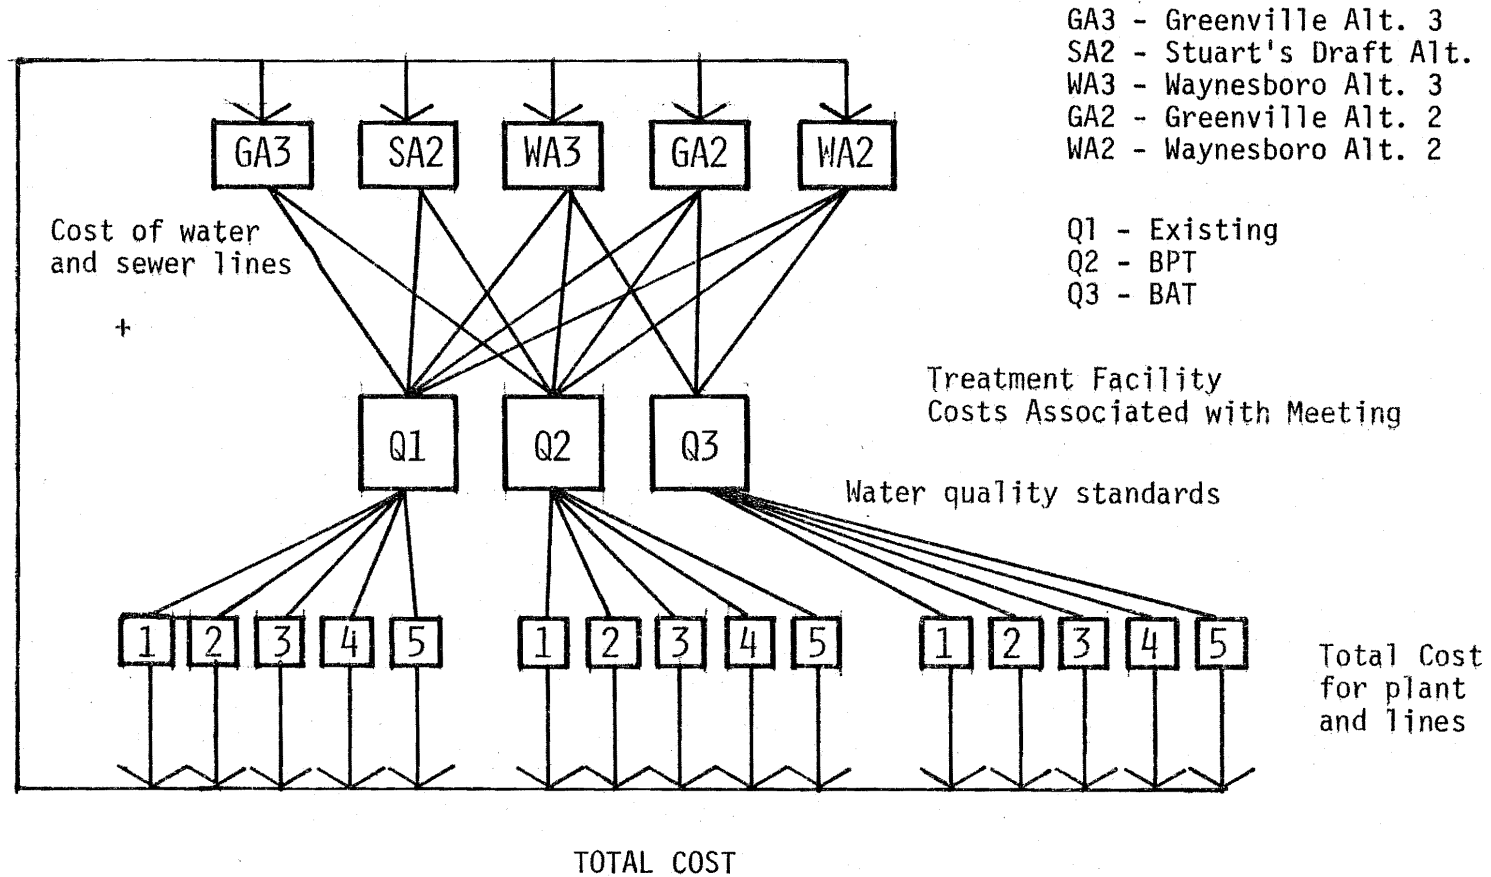 GA3 - Greenville Alt. 3
SA2 - Stuart's Draft Alt.
WA3 - Waynesboro Alt. 3
GA2 - Greenville Alt. 2
WA2 - Waynesboro Alt. 2
GA3 SA2 WA3 GA2 WA2
Cost of water
and sewer lines
+
Q1 - Existing
Q2 - BPT
Q3 - BAT
Treatment Facility
Costs Associated with Meeting
Q1 Q2 Q3
Water quality standards
1 2 3 4 5 1 2 3 4 5 1 2 3 4 5
Total Cost
for plant
and lines
TOTAL COST